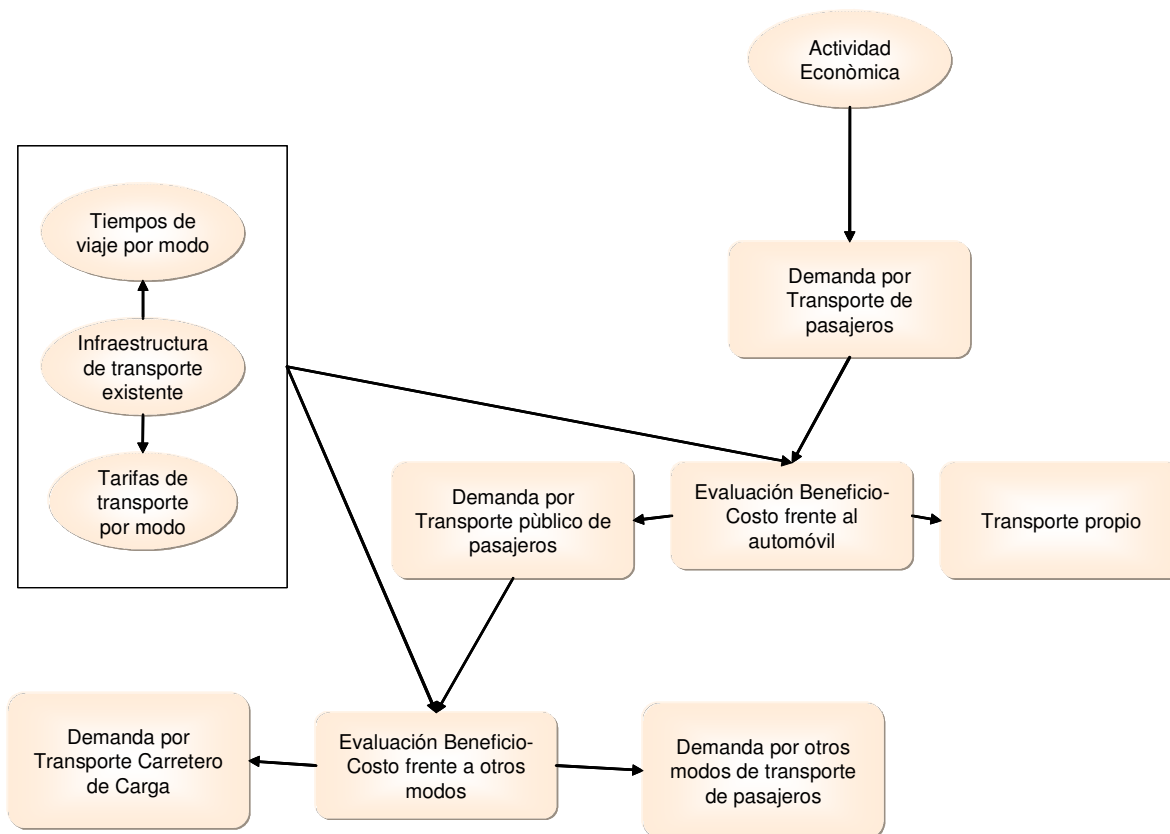 Actividad
Econòmica
Tiempos de
viaje por modo
Infraestructura
de transporte
existente
Tarifas de
transporte
por modo
Demanda por
Transporte de
pasajeros
Demanda por
Transporte pùblico de
pasajeros
Evaluación Beneficio-
Costo frente al
automóvil
Transporte propio
Demanda por
Transporte Carretero
de Carga
Evaluación Beneficio-
Costo frente a otros
modos
Demanda por otros
modos de transporte
de pasajeros